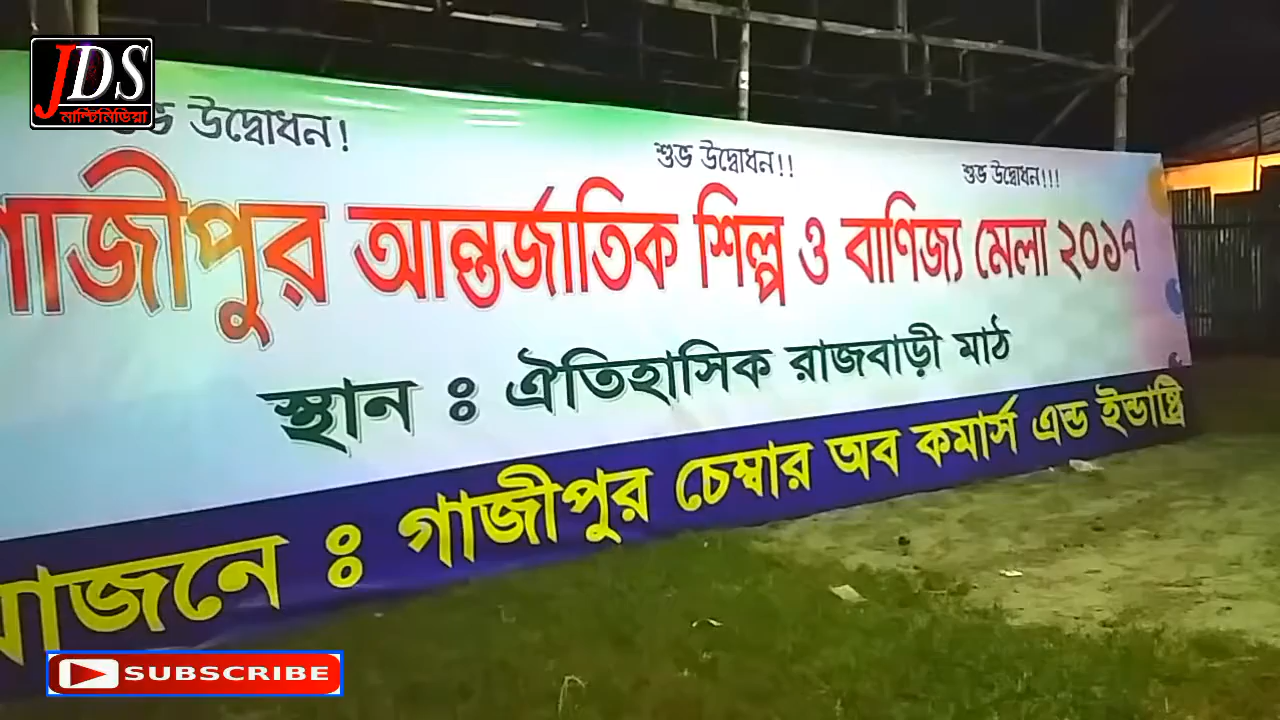 JDS
মাল্টিমিডিয়া
শুভ উদ্বোধন!
শুভ উদ্বোধন!!
শুভ উদ্বোধন!!!
গাজীপুর আন্তর্জাতিক শিল্প ও বাণিজ্য মেলা ২০১৭
স্থান ঃ ঐতিহাসিক রাজবাড়ী মাঠ
ঃ গাজীপুর চেম্বার অব কমার্স এন্ড ইন্ডাষ্ট্রি
SUBSCRIBE